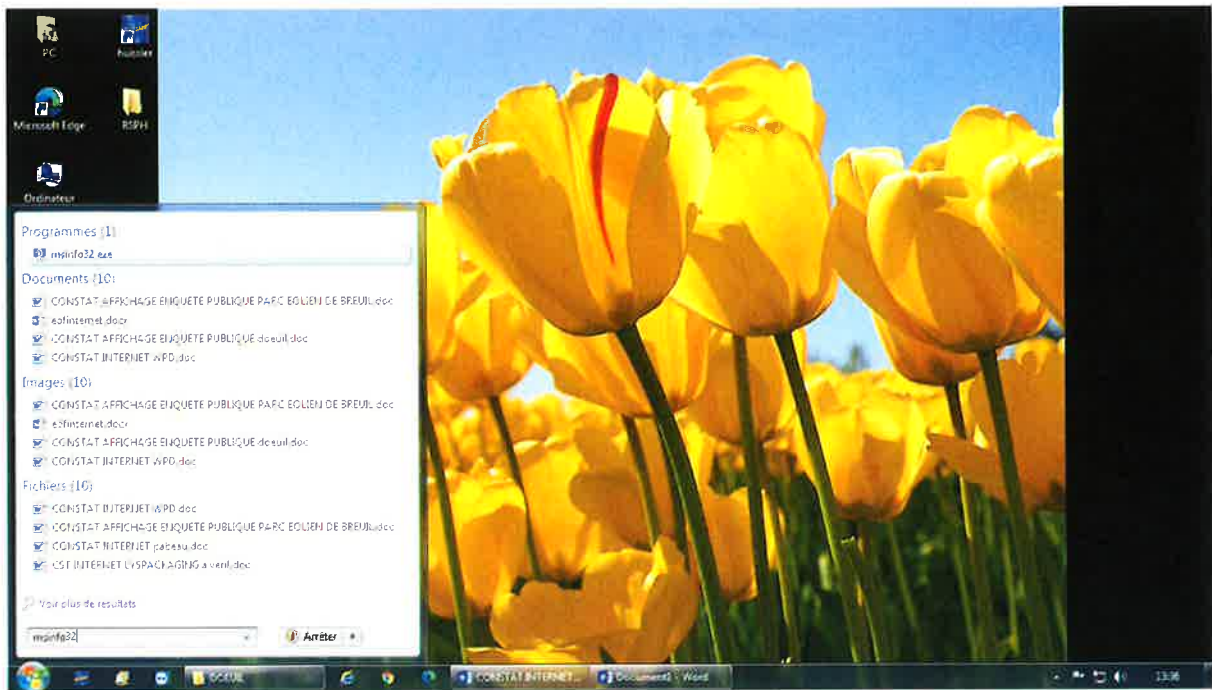 PC
huissier
Microsoft Edge
RSPH
Ordinateur
Programmes (1)
msinfo32.exe
Documents (10)
CONSTAT AFFICHAGE ENQUETE PUBLIQUE PARC EOLIEN DE BREUIL.doc
eofinternet.docx
CONSTAT AFFICHAGE ENQUETE PUBLIQUE doeuil.doc
CONSTAT INTERNET WPD.doc
Images (10)
CONSTAT AFFICHAGE ENQUETE PUBLIQUE PARC EOLIEN DE BREUIL.doc
eofinternet.docx
CONSTAT AFFICHAGE ENQUETE PUBLIQUE doeuil.doc
CONSTAT INTERNET WPD.doc
Fichiers (10)
CONSTAT INTERNET WPD.doc
CONSTAT AFFICHAGE ENQUETE PUBLIQUE PARC EOLIEN DE BREUIL.doc
CONSTAT INTERNET pabeau.doc
CST INTERNET LYSPACKAGING a verif.doc
Voir plus de résultats
msinfo32
Arrêter
DOEUIL
CONSTAT INTERNET...
Document1 - Word
13:36